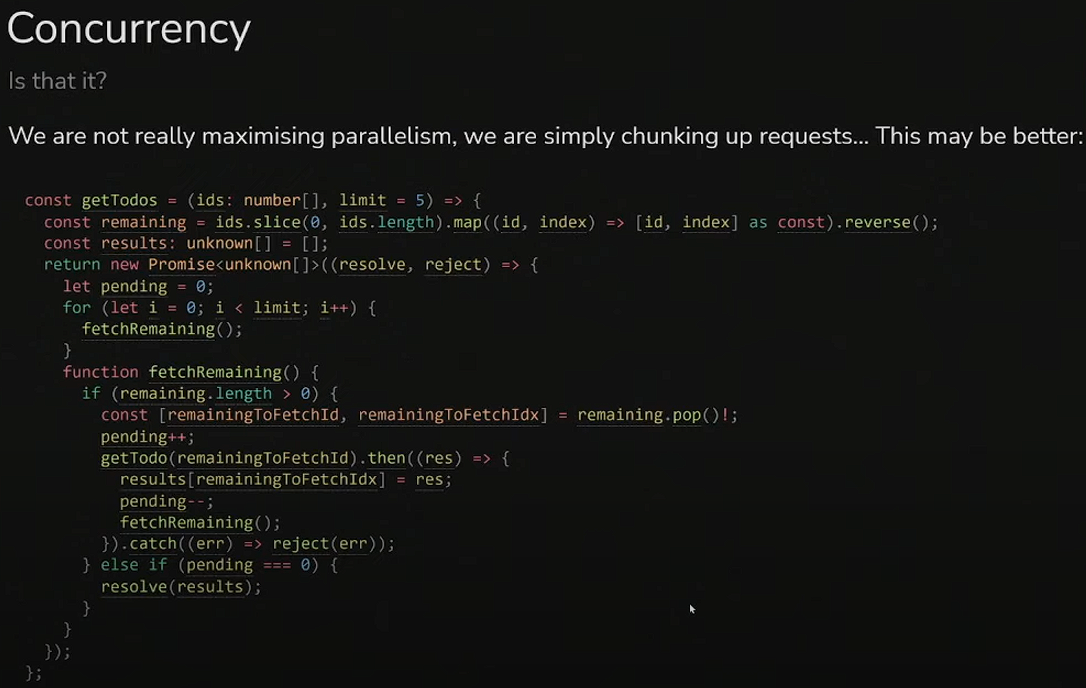 Concurrency
Is that it?
We are not really maximising parallelism, we are simply chunking up requests... This may be better:
const getTodos = (ids: number[], limit = 5) => {
  const remaining = ids.slice(0, ids.length).map((id, index) => [id, index] as const).reverse();
  const results: unknown[] = [];
  return new Promise<unknown[]>((resolve, reject) => {
    let pending = 0;
    for (let i = 0; i < limit; i++) {
      fetchRemaining();
    }
    function fetchRemaining() {
      if (remaining.length > 0) {
        const [remainingToFetchId, remainingToFetchIdx] = remaining.pop()!;
        pending++;
        getTodo(remainingToFetchId).then((res) => {
          results[remainingToFetchIdx] = res;
          pending--;
          fetchRemaining();
        }).catch((err) => reject(err));
      } else if (pending === 0) {
        resolve(results);
      }
    }
  });
};